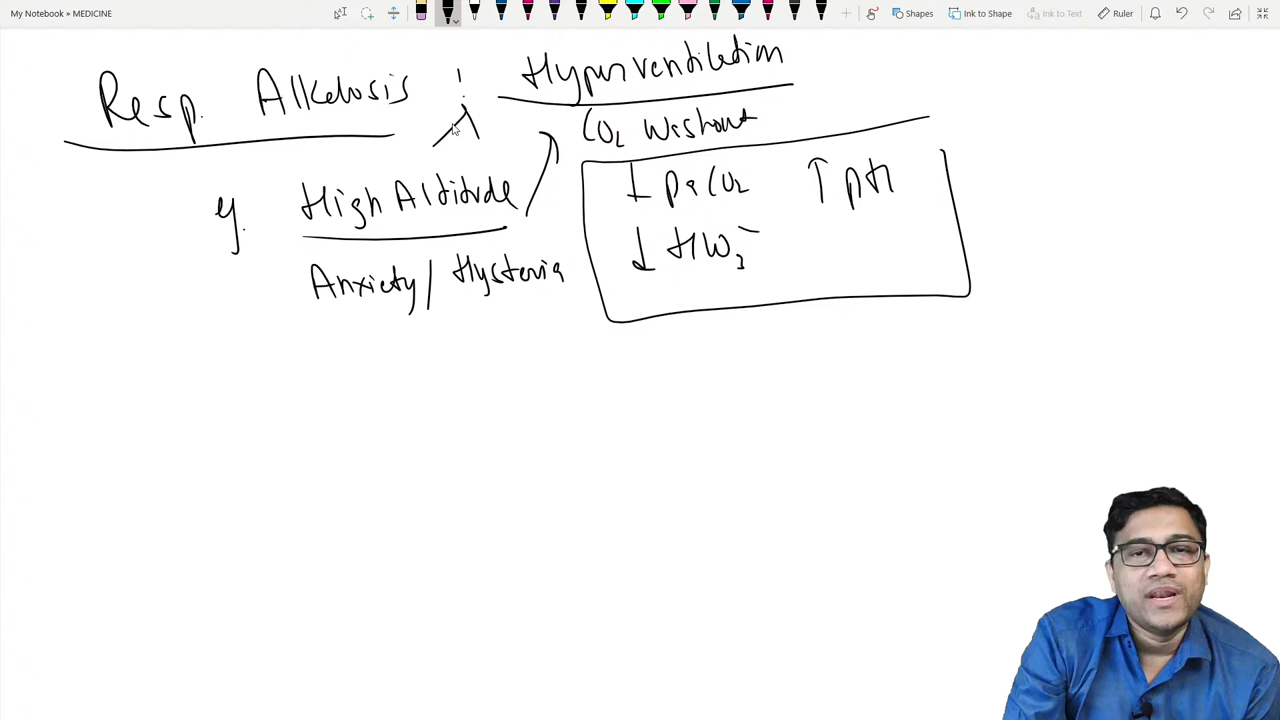 My Notebook » MEDICINE
Shapes Ink to Shape Ink to Text Ruler
Resp. Alkalosis : Hyperventilation
CO2 Washout
eg. High Altitude
↓ PaCO2 ↑ pH
↓ HCO3-
Anxiety / Hysteria